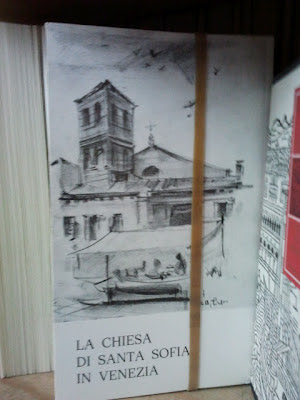 LA CHIESA
DI SANTA SOFIA
IN VENEZIA